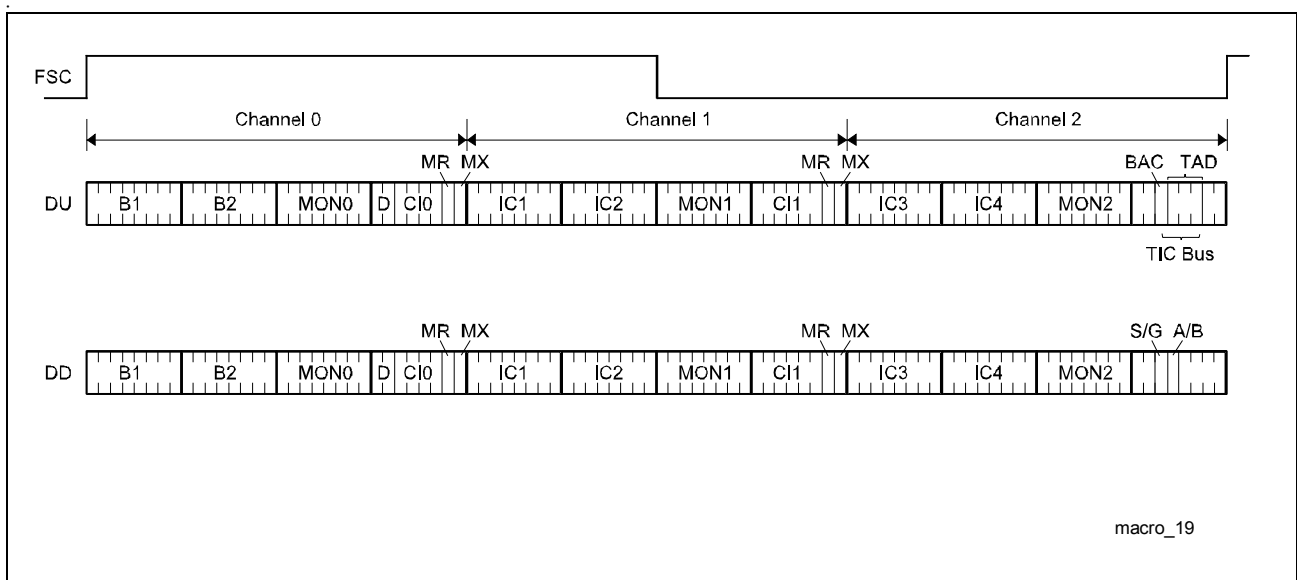 .
FSC
Channel 0 Channel 1 Channel 2
MR MX MR MX BAC TAD
DU B1 B2 MON0 D CI0 IC1 IC2 MON1 CI1 IC3 IC4 MON2
TIC Bus
MR MX MR MX S/G A/B
DD B1 B2 MON0 D CI0 IC1 IC2 MON1 CI1 IC3 IC4 MON2
macro_19